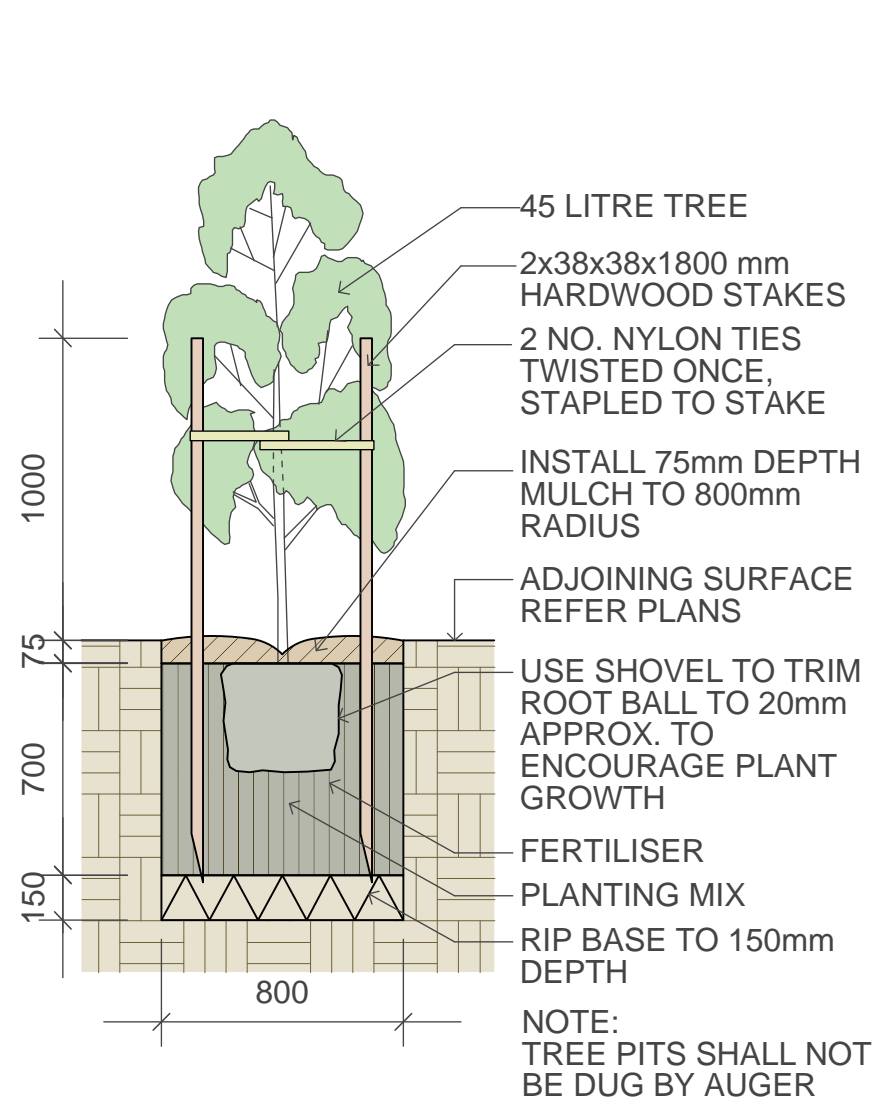 45 LITRE TREE
2x38x38x1800 mm
HARDWOOD STAKES
2 NO. NYLON TIES
TWISTED ONCE,
STAPLED TO STAKE
INSTALL 75mm DEPTH
MULCH TO 800mm
RADIUS
ADJOINING SURFACE
REFER PLANS
USE SHOVEL TO TRIM
ROOT BALL TO 20mm
APPROX. TO
ENCOURAGE PLANT
GROWTH
FERTILISER
PLANTING MIX
RIP BASE TO 150mm
DEPTH
NOTE:
TREE PITS SHALL NOT
BE DUG BY AUGER
1000
75
700
150
800